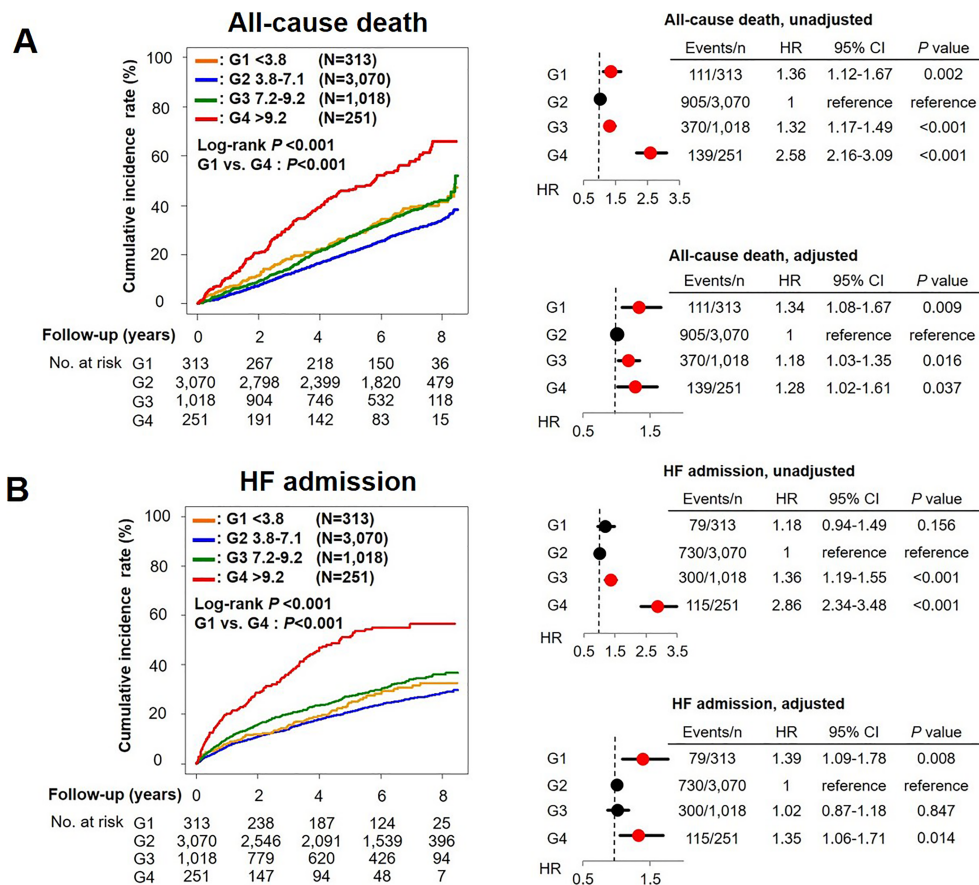 A
All-cause death
Cumulative incidence rate (%)
100
80
60
40
20
0
: G1 <3.8 (N=313)
: G2 3.8-7.1 (N=3,070)
: G3 7.2-9.2 (N=1,018)
: G4 >9.2 (N=251)
Log-rank P <0.001
G1 vs. G4 : P<0.001
Follow-up (years) 0 2 4 6 8
No. at risk G1 313 267 218 150 36
G2 3,070 2,798 2,399 1,820 479
G3 1,018 904 746 532 118
G4 251 191 142 83 15
All-cause death, unadjusted
Events/n HR 95% CI P value
G1 111/313 1.36 1.12-1.67 0.002
G2 905/3,070 1 reference reference
G3 370/1,018 1.32 1.17-1.49 <0.001
G4 139/251 2.58 2.16-3.09 <0.001
HR
0.5 1.5 2.5 3.5
All-cause death, adjusted
Events/n HR 95% CI P value
G1 111/313 1.34 1.08-1.67 0.009
G2 905/3,070 1 reference reference
G3 370/1,018 1.18 1.03-1.35 0.016
G4 139/251 1.28 1.02-1.61 0.037
HR
0.5 1.5
B
HF admission
Cumulative incidence rate (%)
100
80
60
40
20
0
: G1 <3.8 (N=313)
: G2 3.8-7.1 (N=3,070)
: G3 7.2-9.2 (N=1,018)
: G4 >9.2 (N=251)
Log-rank P <0.001
G1 vs. G4 : P<0.001
Follow-up (years) 0 2 4 6 8
No. at risk G1 313 238 187 124 25
G2 3,070 2,546 2,091 1,539 396
G3 1,018 779 620 426 94
G4 251 147 94 48 7
HF admission, unadjusted
Events/n HR 95% CI P value
G1 79/313 1.18 0.94-1.49 0.156
G2 730/3,070 1 reference reference
G3 300/1,018 1.36 1.19-1.55 <0.001
G4 115/251 2.86 2.34-3.48 <0.001
HR
0.5 1.5 2.5 3.5
HF admission, adjusted
Events/n HR 95% CI P value
G1 79/313 1.39 1.09-1.78 0.008
G2 730/3,070 1 reference reference
G3 300/1,018 1.02 0.87-1.18 0.847
G4 115/251 1.35 1.06-1.71 0.014
HR
0.5 1.5